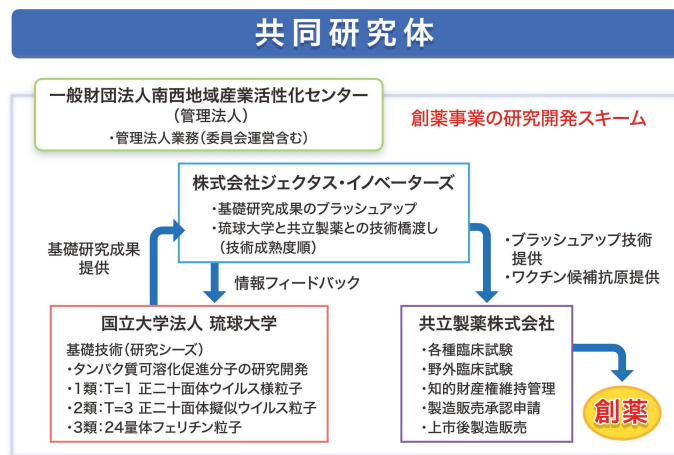 共同研究体
一般財団法人南西地域産業活性化センター
(管理法人)
・管理法人業務(委員会運営含む)
創薬事業の研究開発スキーム
株式会社ジェクタス・イノベーターズ
・基礎研究成果のブラッシュアップ
・琉球大学と共立製薬との技術橋渡し
(技術成熟度順)
基礎研究成果
提供
情報フィードバック
・ブラッシュアップ技術
提供
・ワクチン候補抗原提供
国立大学法人 琉球大学
基礎技術(研究シーズ)
・タンパク質可溶化促進分子の研究開発
・1類:T=1 正二十面体ウイルス様粒子
・2類:T=3 正二十面体擬似ウイルス粒子
・3類:24量体フェリチン粒子
共立製薬株式会社
・各種臨床試験
・野外臨床試験
・知的財産権維持管理
・製造販売承認申請
・上市後製造販売
創薬